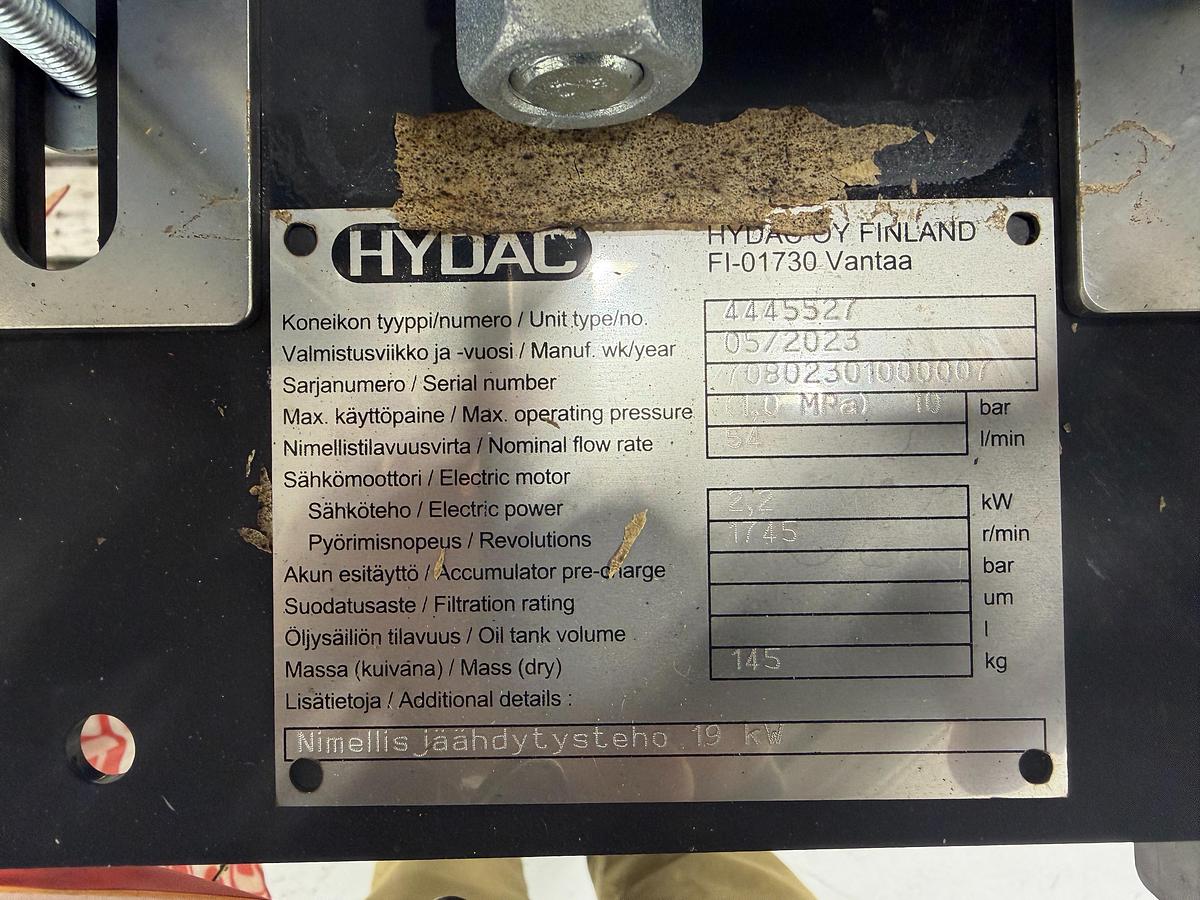 HYDAC
HYDAC OY FINLAND
FI-01730 Vantaa
Koneikon tyyppi/numero / Unit type/no. 4445527
Valmistusviikko ja -vuosi / Manuf. wk/year 05/2023
Sarjanumero / Serial number 70802301000007
Max. käyttöpaine / Max. operating pressure (1,0 MPa) 10 bar
Nimellistilavuusvirta / Nominal flow rate 54 l/min
Sähkömoottori / Electric motor
Sähköteho / Electric power 2,2 kW
Pyörimisnopeus / Revolutions 1745 r/min
Akun esitäyttö / Accumulator pre-charge bar
Suodatusaste / Filtration rating um
Öljysäiliön tilavuus / Oil tank volume l
Massa (kuivana) / Mass (dry) 145 kg
Lisätietoja / Additional details :
Nimellisjäähdytysteho 19 kW